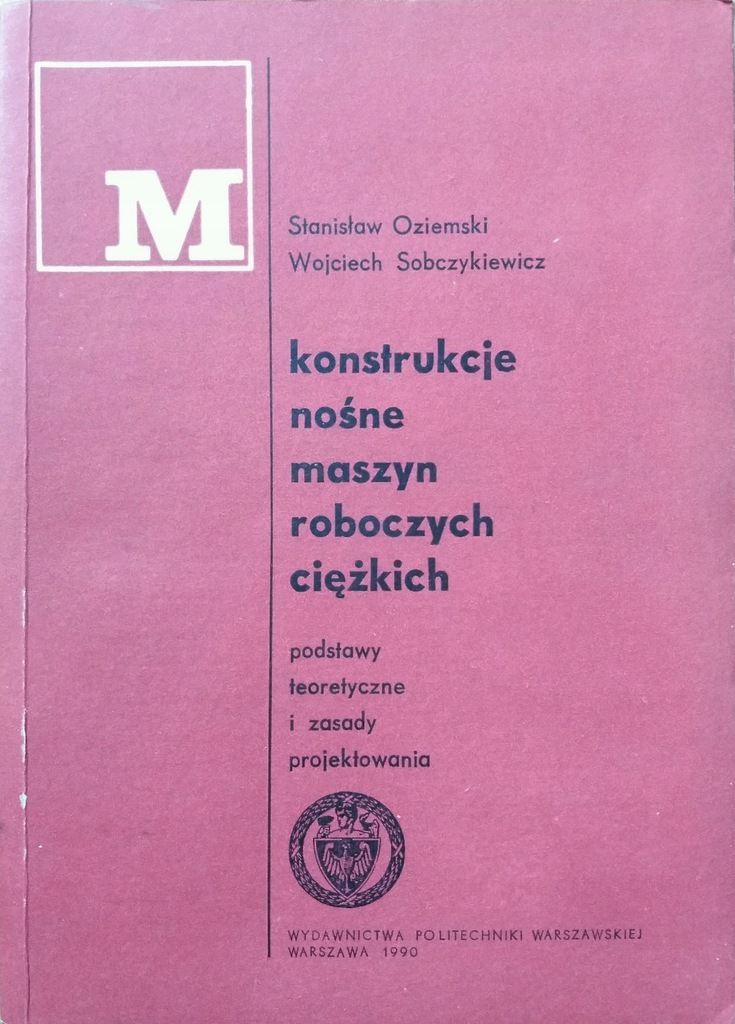 M
Stanisław Oziemski
Wojciech Sobczykiewicz
konstrukcje
nośne
maszyn
roboczych
ciężkich
podstawy
teoretyczne
i zasady
projektowania
WYDAWNICTWA POLITECHNIKI WARSZAWSKIEJ
WARSZAWA 1990